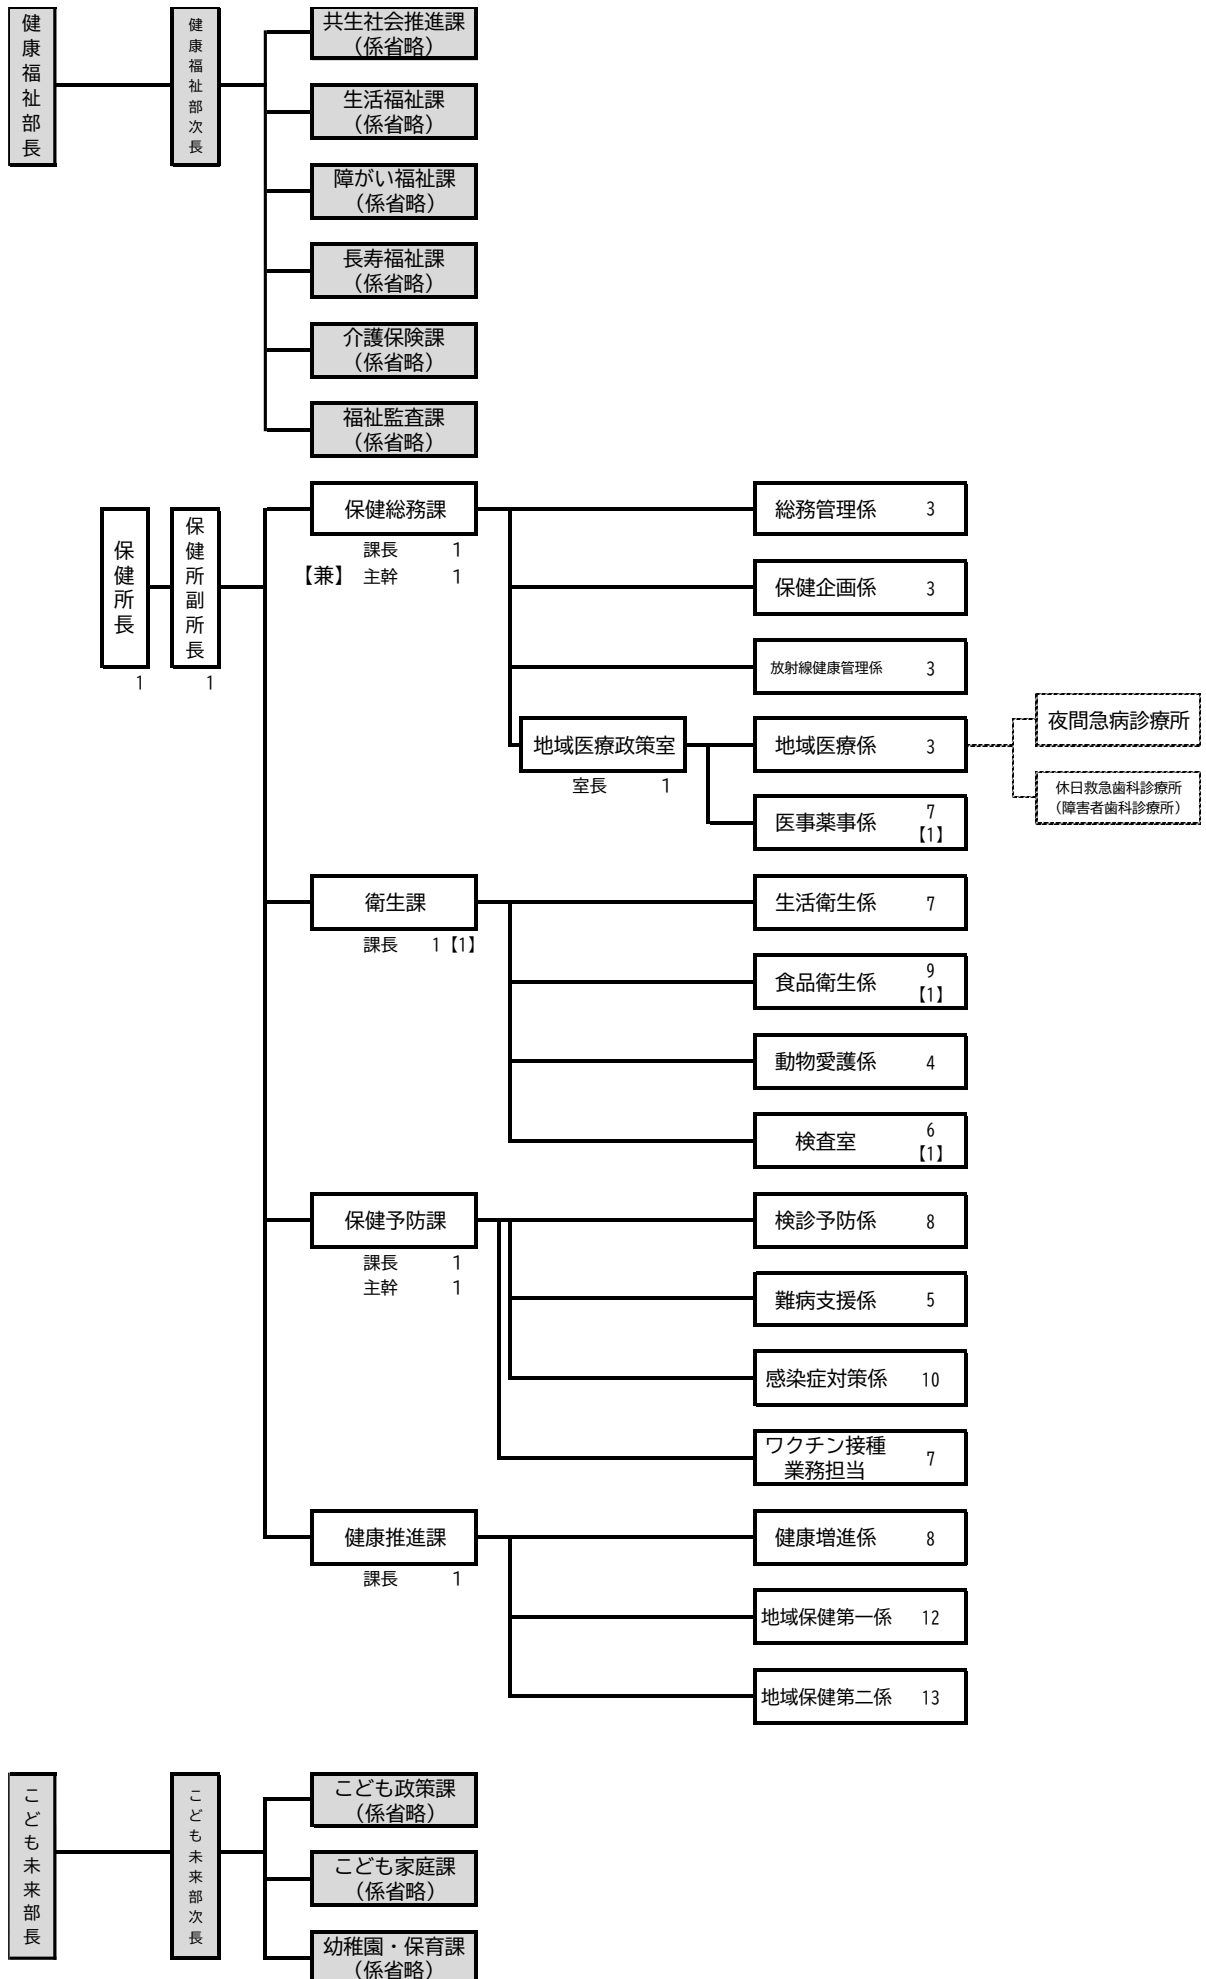 健康福祉部長
健康福祉部次長
共生社会推進課
（係省略）
生活福祉課
（係省略）
障がい福祉課
（係省略）
長寿福祉課
（係省略）
介護保険課
（係省略）
福祉監査課
（係省略）
保健所長
1
保健所副所長
1
保健総務課
課長 1
【兼】 主幹 1
総務管理係 3
保健企画係 3
放射線健康管理係 3
地域医療政策室
室長 1
地域医療係 3
夜間急病診療所
休日救急歯科診療所
（障害者歯科診療所）
医事薬事係 7
【1】
衛生課
課長 1【1】
生活衛生係 7
食品衛生係 9
【1】
動物愛護係 4
検査室 6
【1】
保健予防課
課長 1
主幹 1
検診予防係 8
難病支援係 5
感染症対策係 10
ワクチン接種
業務担当 7
健康推進課
課長 1
健康増進係 8
地域保健第一係 12
地域保健第二係 13
こども未来部長
こども未来部次長
こども政策課
（係省略）
こども家庭課
（係省略）
幼稚園・保育課
（係省略）